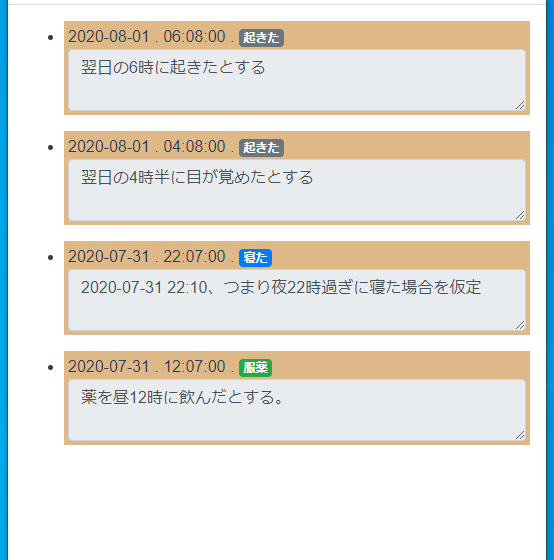 2020-08-01 . 06:08:00 . 起きた
翌日の6時に起きたとする
2020-08-01 . 04:08:00 . 起きた
翌日の4時半に目が覚めたとする
2020-07-31 . 22:07:00 . 寝た
2020-07-31 22:10、つまり夜22時過ぎに寝た場合を仮定
2020-07-31 . 12:07:00 . 服薬
薬を昼12時に飲んだとする。